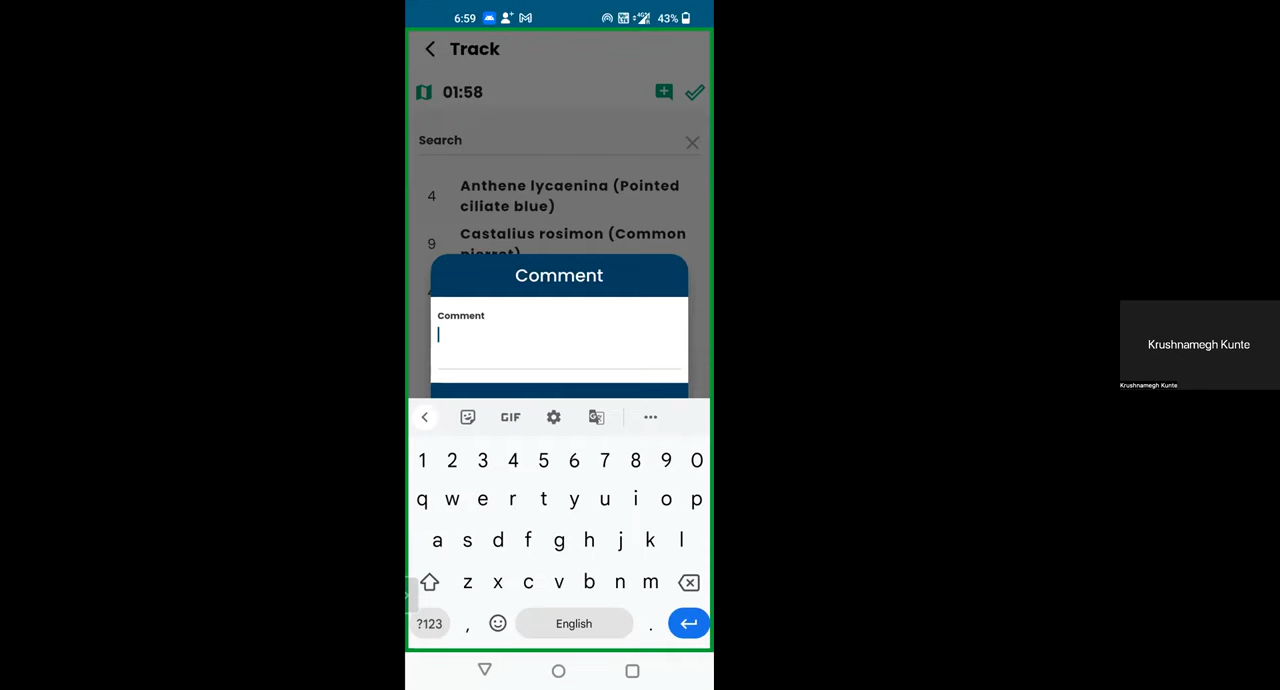 6:59
43%
Track
01:58
Search
4
Anthene lycaenina (Pointed
ciliate blue)
9
Castalius rosimon (Common
Comment
Comment
GIF
1 2 3 4 5 6 7 8 9 0
q w e r t y u i o p
a s d f g h j k l
z x c v b n m
?123 , English .
Krushnamegh Kunte
Krushnamegh Kunte